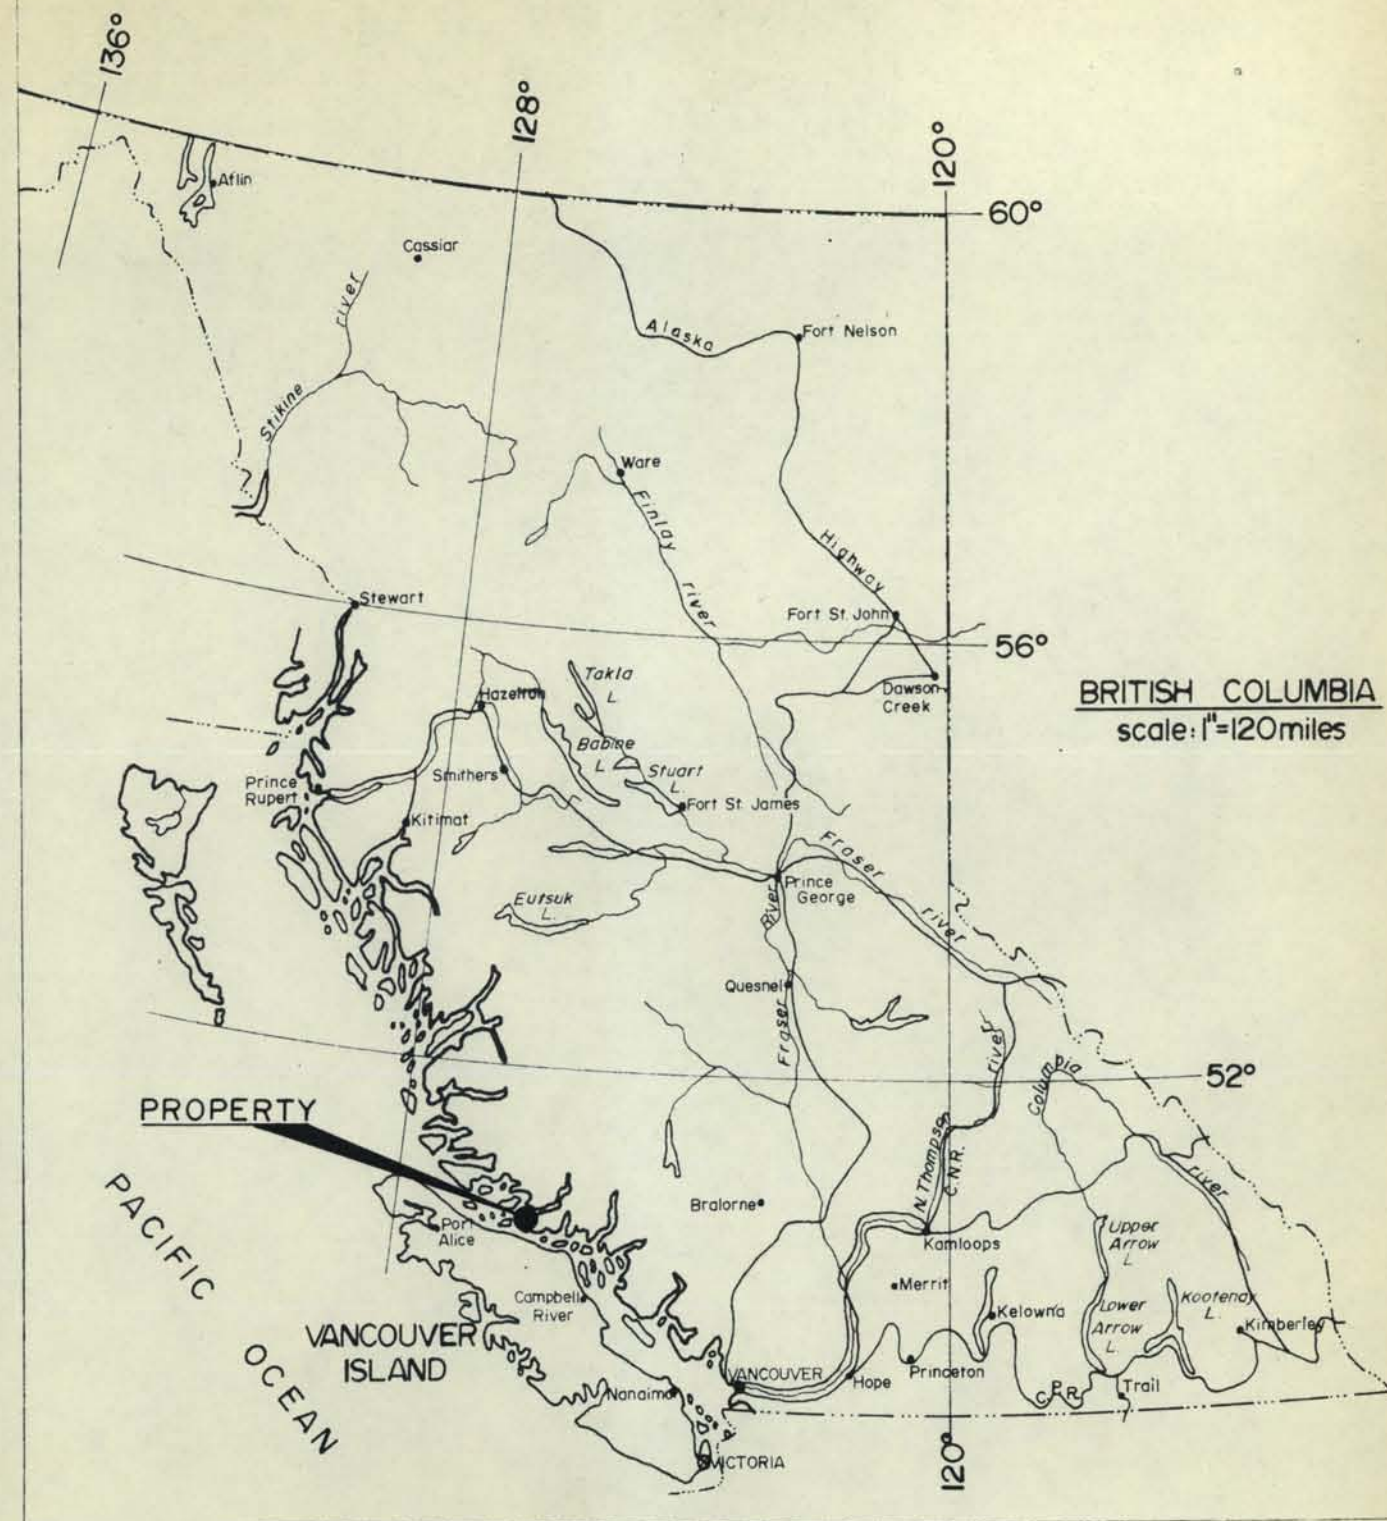 136°
128°
120°
60°
Atlin
Cassiar
river
Stikine
Alaska
Fort Nelson
Ware
Finlay
river
Highway
Stewart
Fort St. John
56°
Takla
L.
Hazelton
Dawson
Creek
BRITISH COLUMBIA
scale: 1"=120miles
Babine
L
Stuart
L.
Smithers
Prince
Rupert
Fort St. James
Kitimat
Fraser
river
Prince
George
River
Eutsuk
L.
Quesnel
Fraser
river
52°
Columbia
PROPERTY
N. Thompson
C.N.R.
river
Bralorne
PACIFIC
OCEAN
Port
Alice
Kamloops
Upper
Arrow
L
Merrit
Campbell
River
Kelowna
Lower
Arrow
L
Kootenay
L.
Kimberley
VANCOUVER
ISLAND
VANCOUVER
Hope
Princeton
C.P.R.
Trail
Nanaimo
VICTORIA
120°